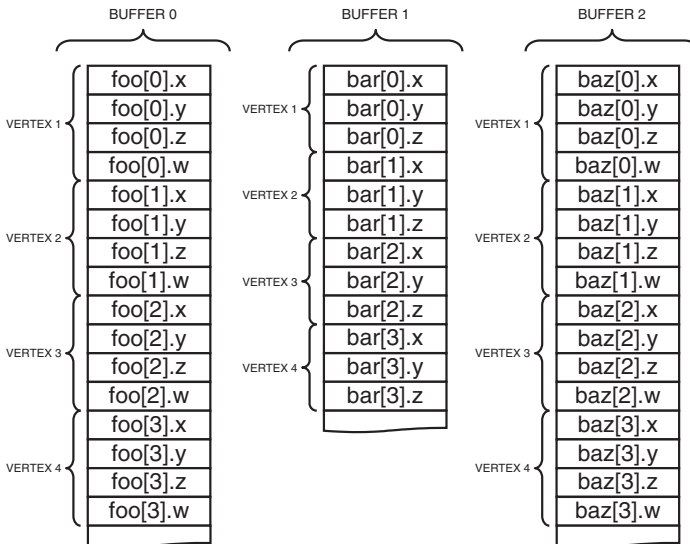 BUFFER 0
VERTEX 1
foo[0].x
foo[0].y
foo[0].z
foo[0].w
VERTEX 2
foo[1].x
foo[1].y
foo[1].z
foo[1].w
VERTEX 3
foo[2].x
foo[2].y
foo[2].z
foo[2].w
VERTEX 4
foo[3].x
foo[3].y
foo[3].z
foo[3].w
BUFFER 1
VERTEX 1
bar[0].x
bar[0].y
bar[0].z
VERTEX 2
bar[1].x
bar[1].y
bar[1].z
VERTEX 3
bar[2].x
bar[2].y
bar[2].z
VERTEX 4
bar[3].x
bar[3].y
bar[3].z
BUFFER 2
VERTEX 1
baz[0].x
baz[0].y
baz[0].z
baz[0].w
VERTEX 2
baz[1].x
baz[1].y
baz[1].z
baz[1].w
VERTEX 3
baz[2].x
baz[2].y
baz[2].z
baz[2].w
VERTEX 4
baz[3].x
baz[3].y
baz[3].z
baz[3].w